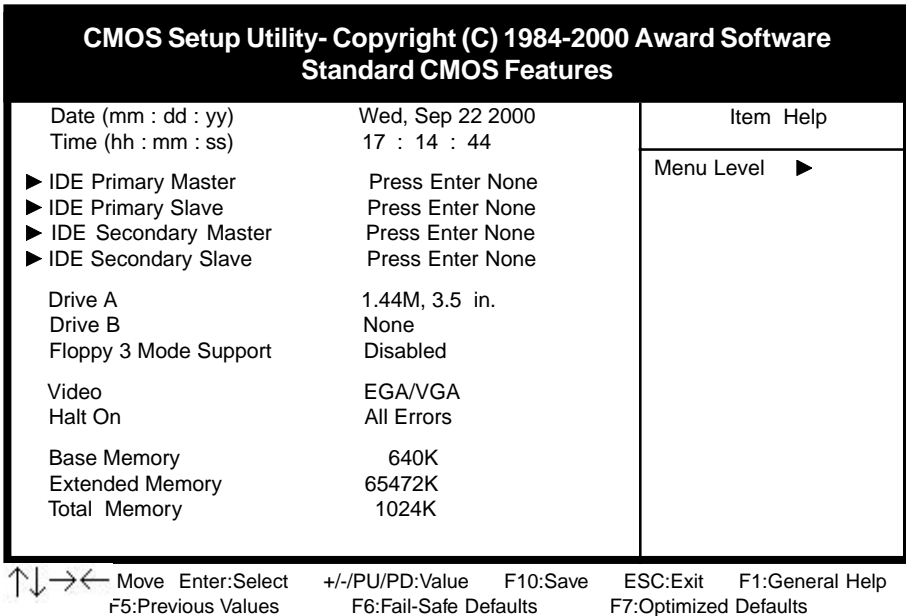 CMOS Setup Utility- Copyright (C) 1984-2000 Award Software
Standard CMOS Features
Date (mm : dd : yy) Wed, Sep 22 2000
Time (hh : mm : ss) 17 : 14 : 44
▶ IDE Primary Master Press Enter None
▶ IDE Primary Slave Press Enter None
▶ IDE Secondary Master Press Enter None
▶ IDE Secondary Slave Press Enter None
Drive A 1.44M, 3.5 in.
Drive B None
Floppy 3 Mode Support Disabled
Video EGA/VGA
Halt On All Errors
Base Memory 640K
Extended Memory 65472K
Total Memory 1024K
Item Help
Menu Level ▶
↑↓→← Move Enter:Select +/-/PU/PD:Value F10:Save ESC:Exit F1:General Help
F5:Previous Values F6:Fail-Safe Defaults F7:Optimized Defaults